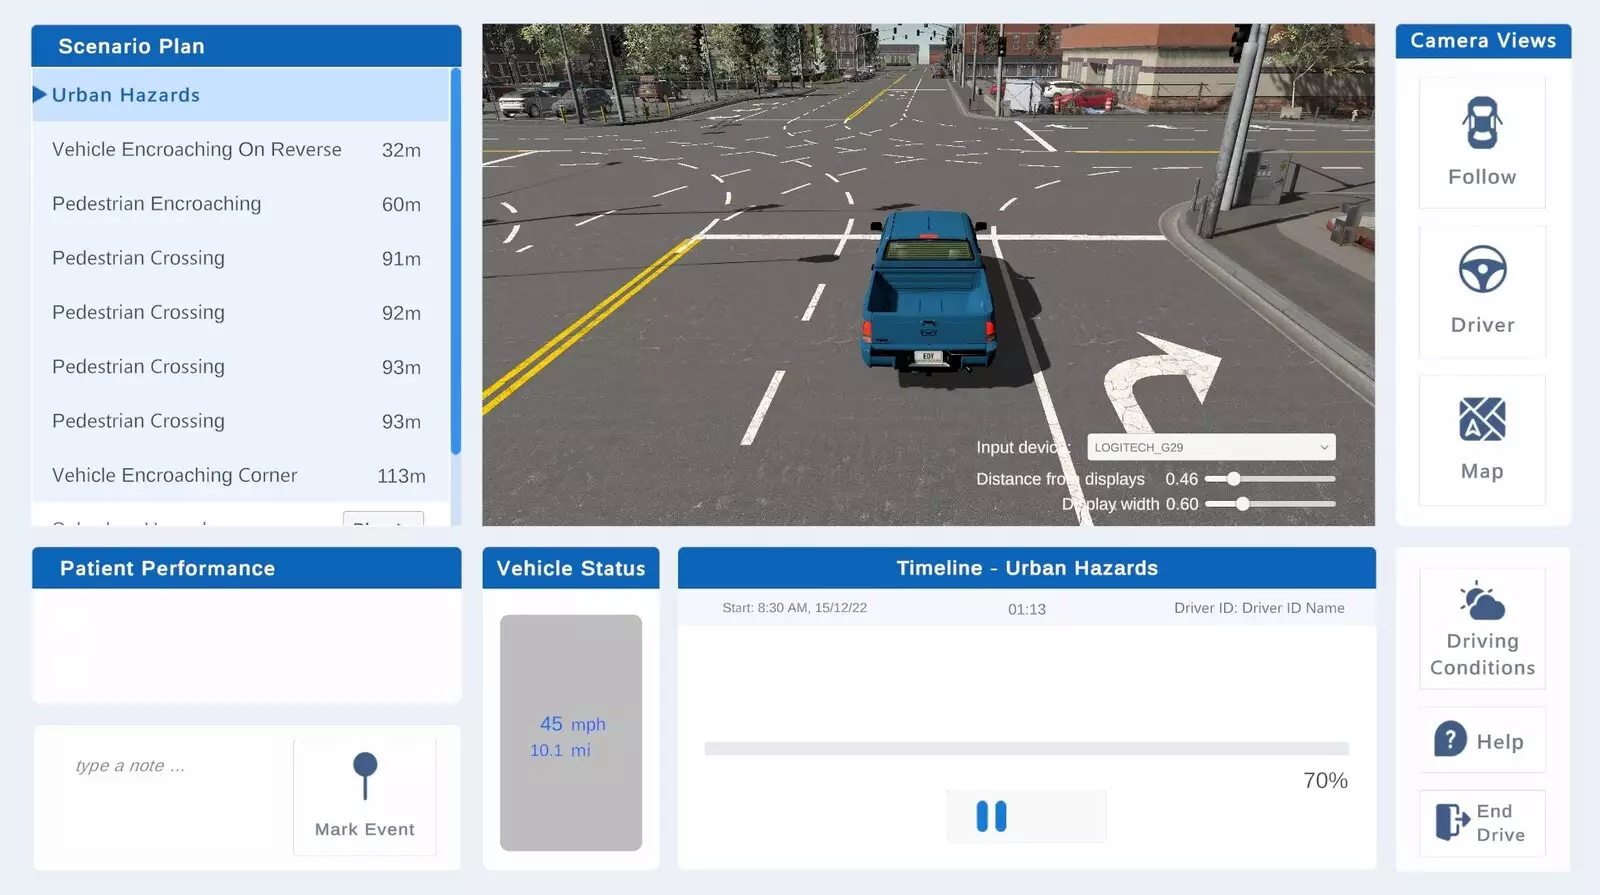 Scenario Plan
Urban Hazards
Vehicle Encroaching On Reverse 32m
Pedestrian Encroaching 60m
Pedestrian Crossing 91m
Pedestrian Crossing 92m
Pedestrian Crossing 93m
Pedestrian Crossing 93m
Vehicle Encroaching Corner 113m
EDY
Input device:
LOGITECH_G29
Distance from displays 0.46
Display width 0.60
Camera Views
Follow
Driver
Map
Patient Performance
type a note ...
Mark Event
Vehicle Status
45 mph
10.1 mi
Timeline - Urban Hazards
Start: 8:30 AM, 15/12/22 01:13 Driver ID: Driver ID Name
70%
Driving
Conditions
Help
End
Drive